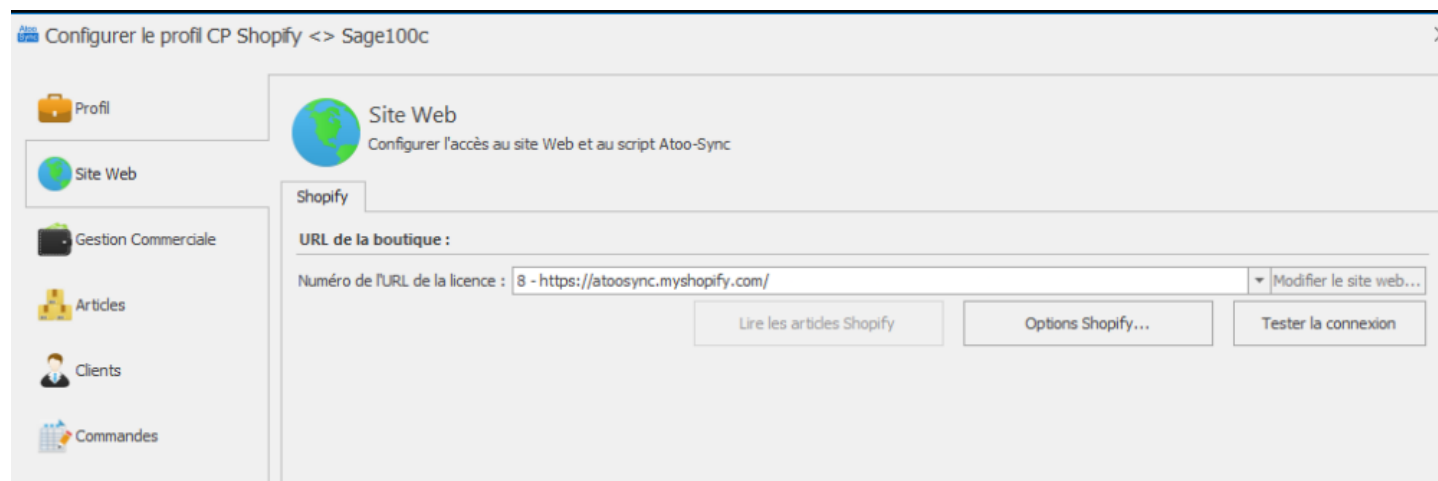 Atoo Sync
Configurer le profil CP Shopify <> Sage100c
Profil
Site Web
Gestion Commerciale
Articles
Clients
Commandes
Site Web
Configurer l'accès au site Web et au script Atoo-Sync
Shopify
URL de la boutique :
Numéro de l'URL de la licence : 8 - https://atoosync.myshopify.com/ Modifier le site web...
Lire les articles Shopify Options Shopify... Tester la connexion